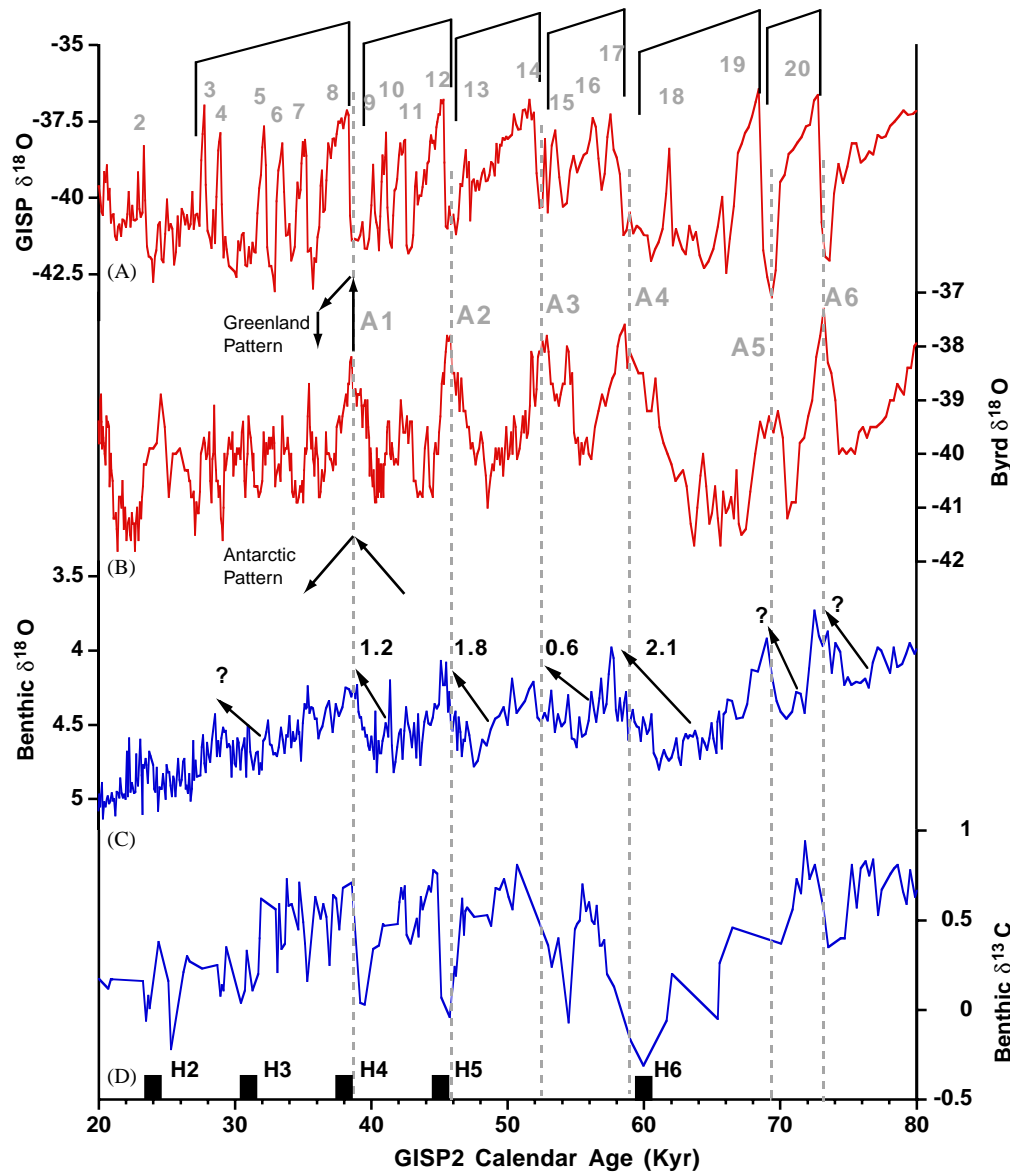 -35
-37.5
-40
-42.5
GISP δ18O
2
3
4
5
6
7
8
9
10
11
12
13
14
15
16
17
18
19
20
(A)
Greenland
Pattern
A1
A2
A3
A4
A5
A6
-37
-38
-39
-40
-41
-42
Byrd δ18O
(B)
Antarctic
Pattern
3.5
4
4.5
5
Benthic δ18O
?
1.2
1.8
0.6
2.1
?
?
(C)
1
0.5
0
-0.5
Benthic δ13C
(D)
H2
H3
H4
H5
H6
20
30
40
50
60
70
80
GISP2 Calendar Age (Kyr)